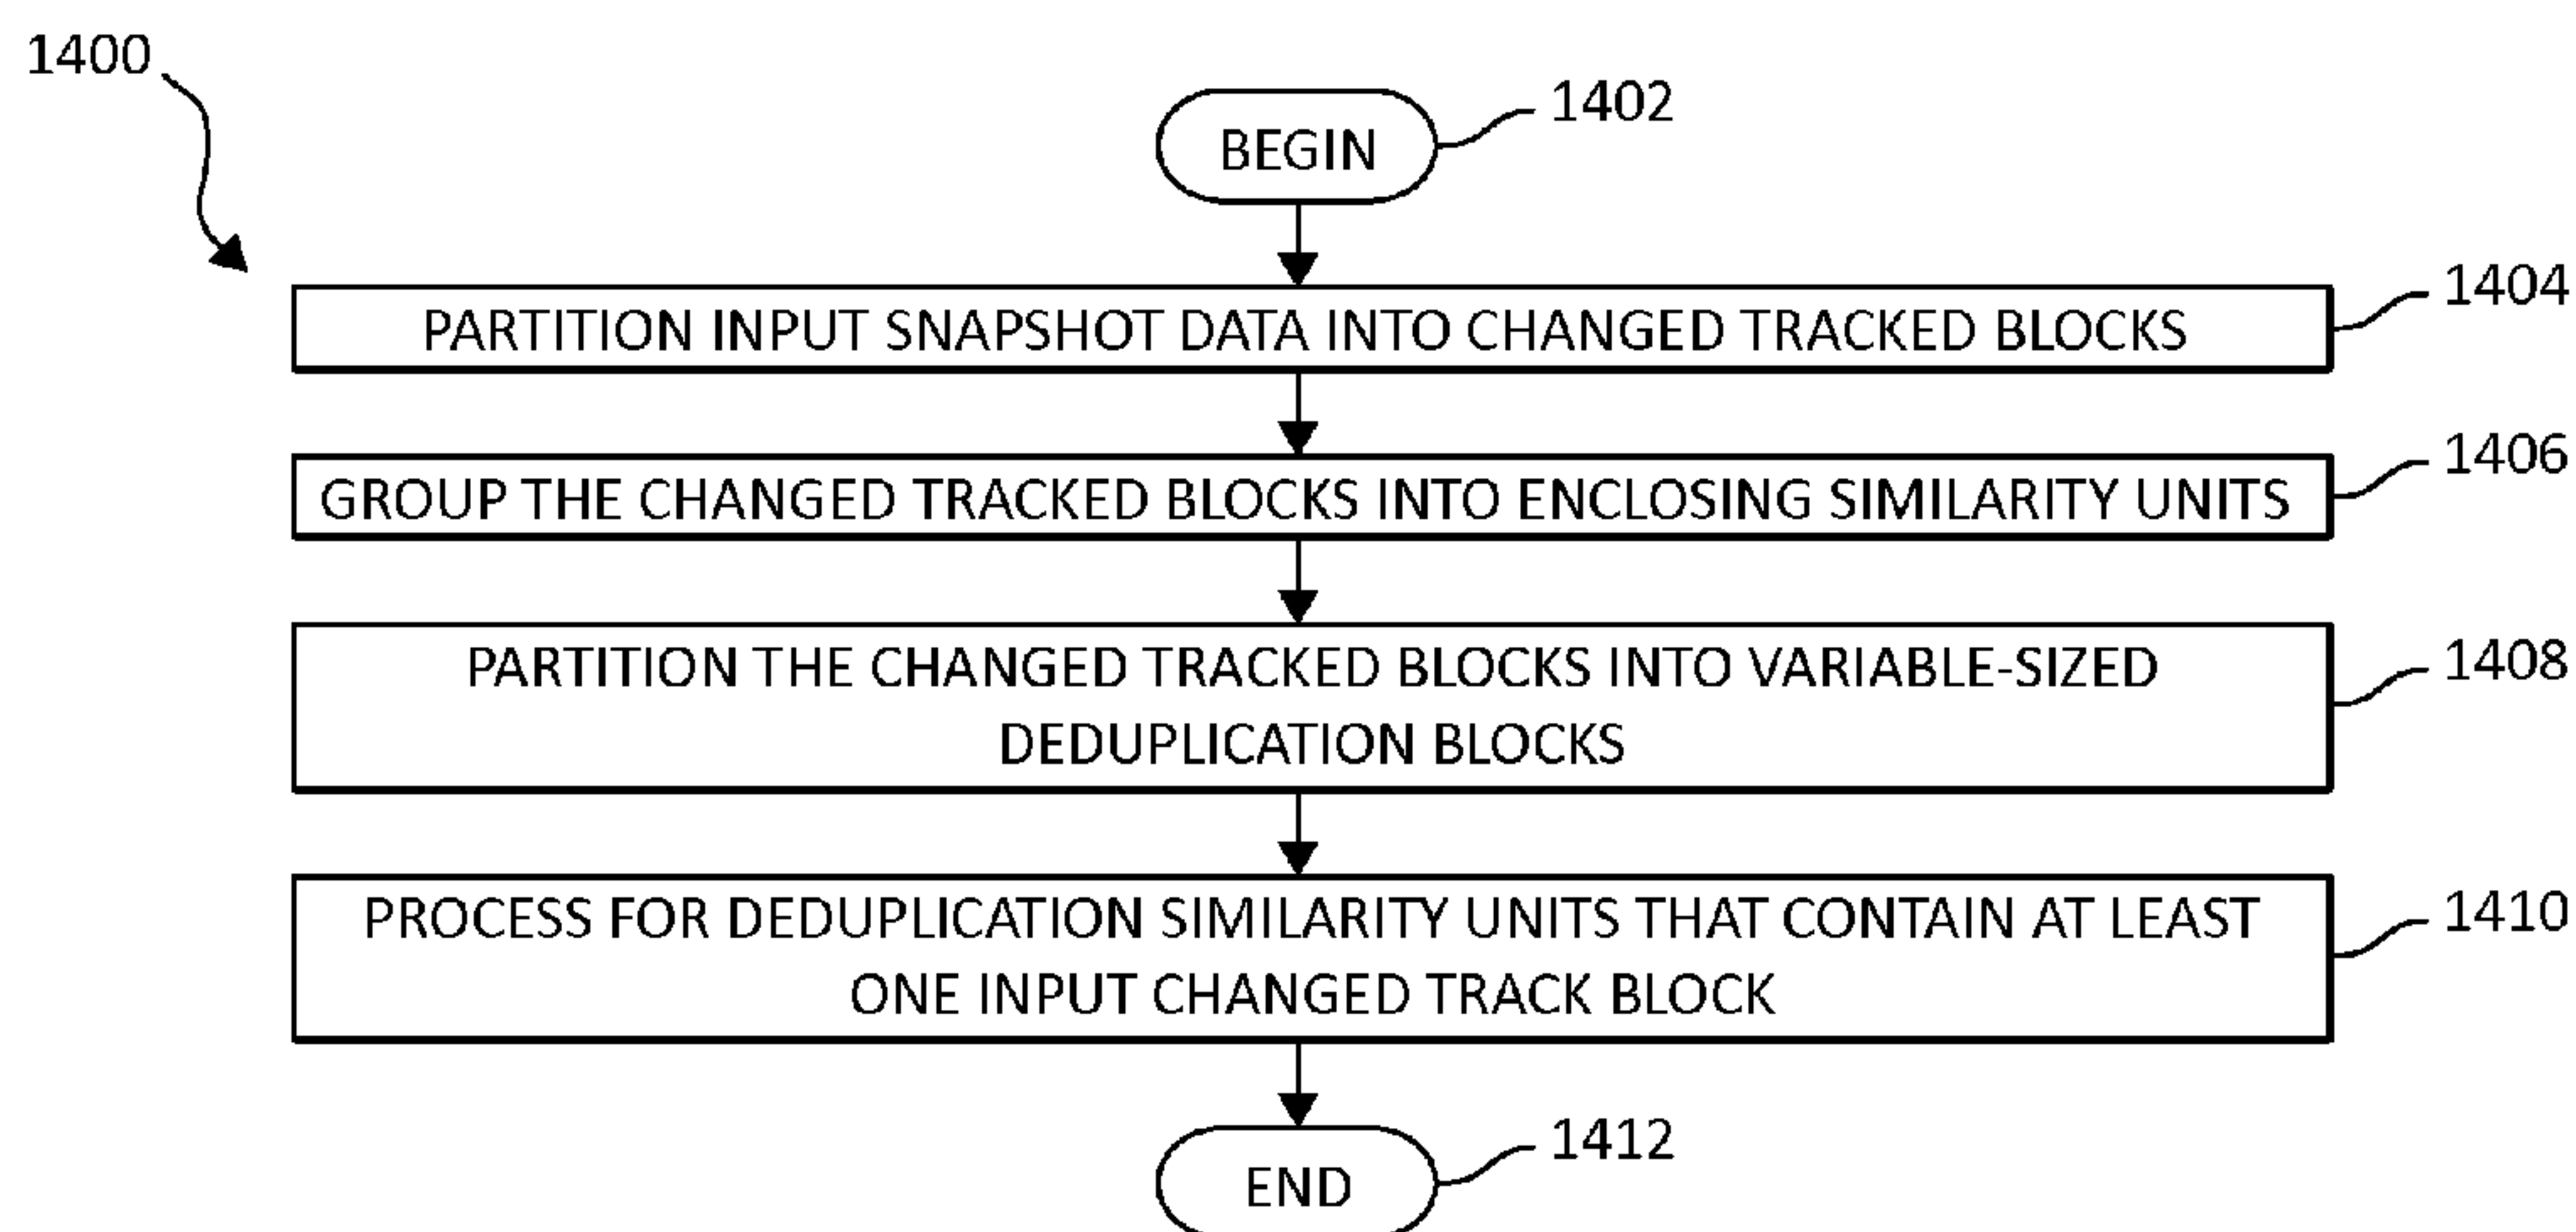 1400
BEGIN
1402
PARTITION INPUT SNAPSHOT DATA INTO CHANGED TRACKED BLOCKS
1404
GROUP THE CHANGED TRACKED BLOCKS INTO ENCLOSING SIMILARITY UNITS
1406
PARTITION THE CHANGED TRACKED BLOCKS INTO VARIABLE-SIZED
DEDUPLICATION BLOCKS
1408
PROCESS FOR DEDUPLICATION SIMILARITY UNITS THAT CONTAIN AT LEAST
ONE INPUT CHANGED TRACK BLOCK
1410
END
1412